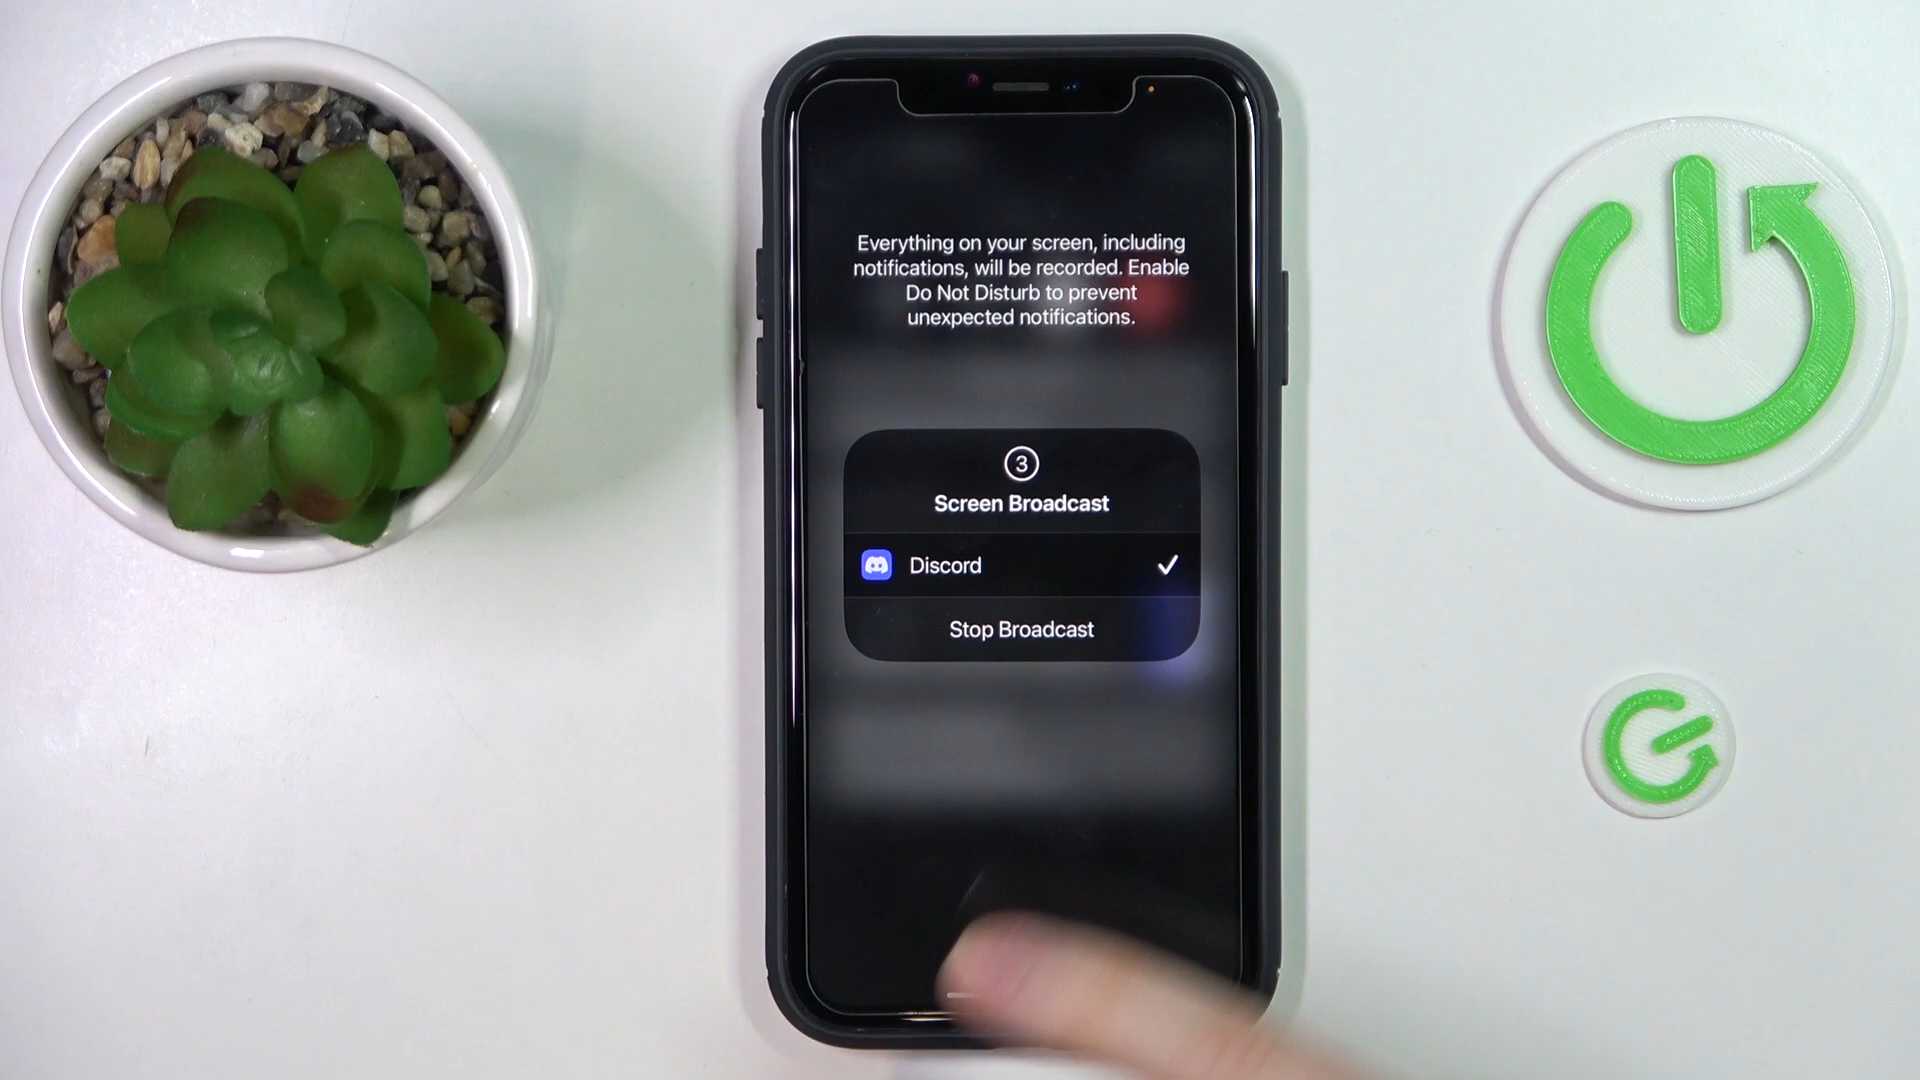 Everything on your screen, including
notifications, will be recorded. Enable
Do Not Disturb to prevent
unexpected notifications.
3
Screen Broadcast
Discord
Stop Broadcast